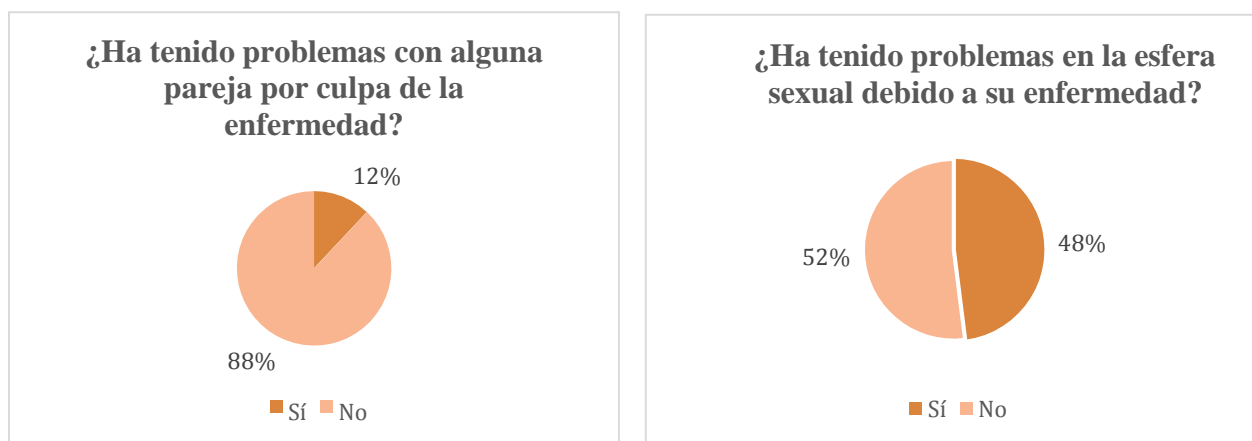 ¿Ha tenido problemas con alguna
pareja por culpa de la
enfermedad?
12%
88%
Sí No
¿Ha tenido problemas en la esfera
sexual debido a su enfermedad?
52%
48%
Sí No